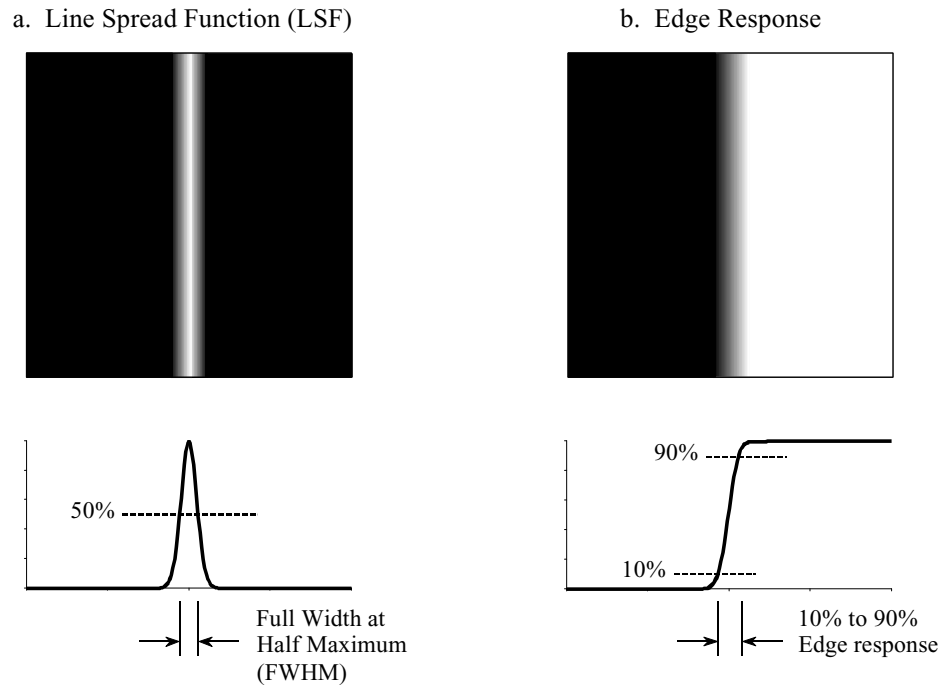 a. Line Spread Function (LSF)
b. Edge Response
50%
90%
10%
Full Width at
Half Maximum
(FWHM)
10% to 90%
Edge response